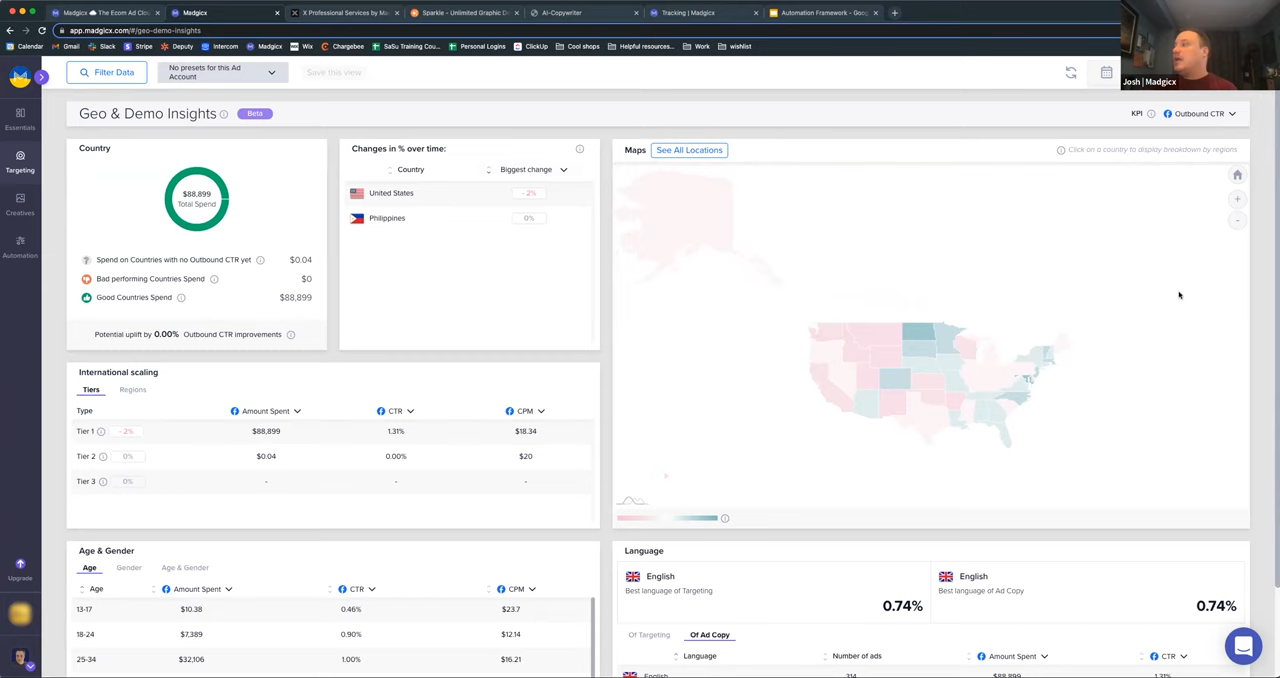 Madgicx ☁ The Ecom Ad Clou
Madgicx
X Professional Services by Ma
Sparkle - Unlimited Graphic D
AI-Copywriter
Tracking | Madgicx
Automation Framework - Goo
app.madgicx.com/#/geo-demo-insights
Calendar
Gmail
Slack
Stripe
Deputy
Intercom
Madgicx
Wix
Chargebee
SaSu Training Cou...
Personal Logins
ClickUp
Cool shops
Helpful resources...
Work
wishlist
Josh | Madgicx
Filter Data
No presets for this Ad
Account
Save this view
Essentials
Targeting
Creatives
Automation
Upgrade
Geo & Demo Insights
Beta
KPI
Outbound CTR
Country
$88,899
Total Spend
Spend on Countries with no Outbound CTR yet $0.04
Bad performing Countries Spend $0
Good Countries Spend $88,899
Potential uplift by 0.00% Outbound CTR improvements
Changes in % over time:
Country Biggest change
United States - 2%
Philippines 0%
Maps See All Locations
Click on a country to display breakdown by regions
+
-
International scaling
Tiers Regions
Type Amount Spent CTR CPM
Tier 1 - 2% $88,899 1.31% $18.34
Tier 2 0% $0.04 0.00% $20
Tier 3 0% - - -
Age & Gender
Age Gender Age & Gender
Age Amount Spent CTR CPM
13-17 $10.38 0.46% $23.7
18-24 $7,389 0.90% $12.14
25-34 $32,106 1.00% $16.21
Language
English
Best language of Targeting
0.74%
English
Best language of Ad Copy
0.74%
Of Targeting Of Ad Copy
Language Number of ads Amount Spent CTR
English 314 $88,899 1.31%